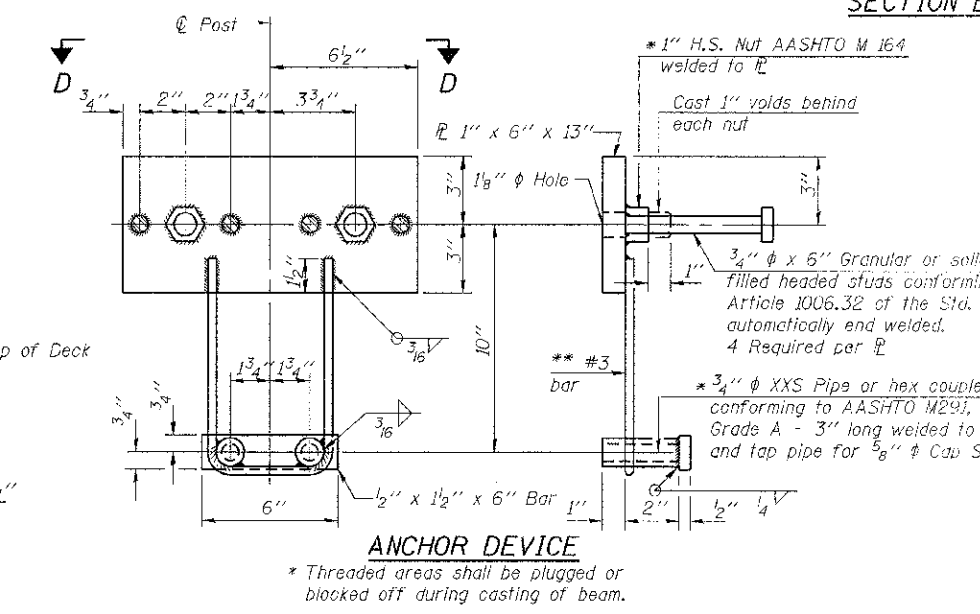 SECTION
℄ Post
D
D
6½"
¾"
2"
2"
1¾"
3¾"
* 1" H.S. Nut AASHTO M 164
welded to ℄
Cast 1" voids behind
each nut
℄ 1" x 6" x 13"
1⅛" ϕ Hole
3"
3"
3"
1½"
10"
1"
¾" ϕ x 6" Granular or
filled headed studs
Article 1006.32 of the Std.
automatically end welded.
4 Required per ℄
of Deck
3/16
1¾"
1¾"
¾"
¾"
3/16
** #3
bar
* ¾" ϕ XXS Pipe or hex
conforming to AASHTO M291,
Grade A - 3" long welded to
and tap pipe for ⅝" ϕ Cap
½" x 1½" x 6" Bar
6"
1"
2"
½"
¼
ANCHOR DEVICE
* Threaded areas shall be plugged or
blocked off during casting of beam.